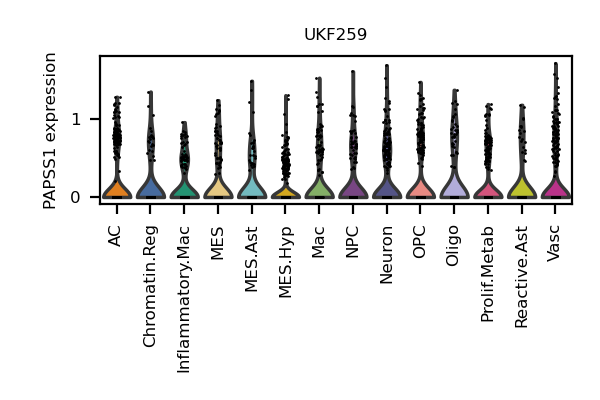 UKF259
PAPSS1 expression
1
0
AC
Chromatin.Reg
Inflammatory.Mac
MES
MES.Ast
MES.Hyp
Mac
NPC
Neuron
OPC
Oligo
Prolif.Metab
Reactive.Ast
Vasc